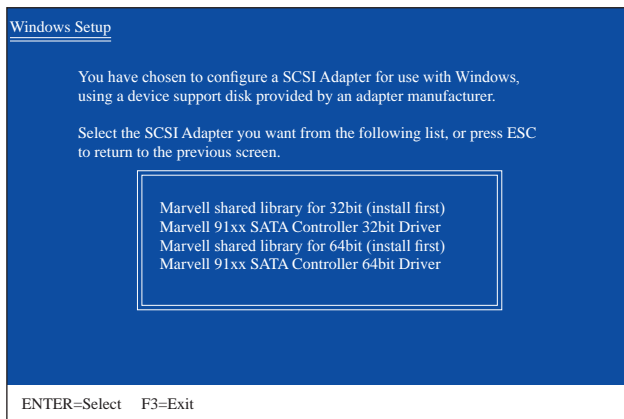 Windows Setup
You have chosen to configure a SCSI Adapter for use with Windows,
using a device support disk provided by an adapter manufacturer.
Select the SCSI Adapter you want from the following list, or press ESC
to return to the previous screen.
Marvell shared library for 32bit (install first)
Marvell 91xx SATA Controller 32bit Driver
Marvell shared library for 64bit (install first)
Marvell 91xx SATA Controller 64bit Driver
ENTER=Select F3=Exit